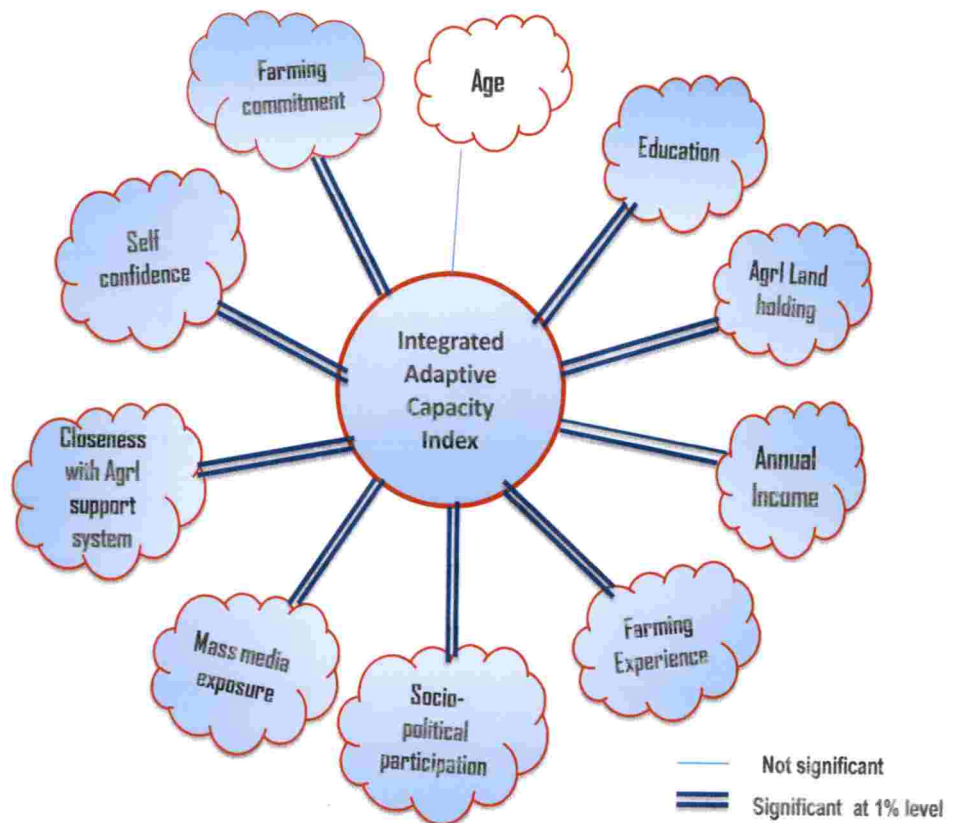 Farming
commitment
Age
Education
Self
confidence
Agrl Land
holding
Integrated
Adaptive
Capacity
Index
Closeness
with Agrl
support
system
Annual
Income
Mass media
exposure
Socio-
political
participation
Farming
Experience
Not significant
Significant at 1% level